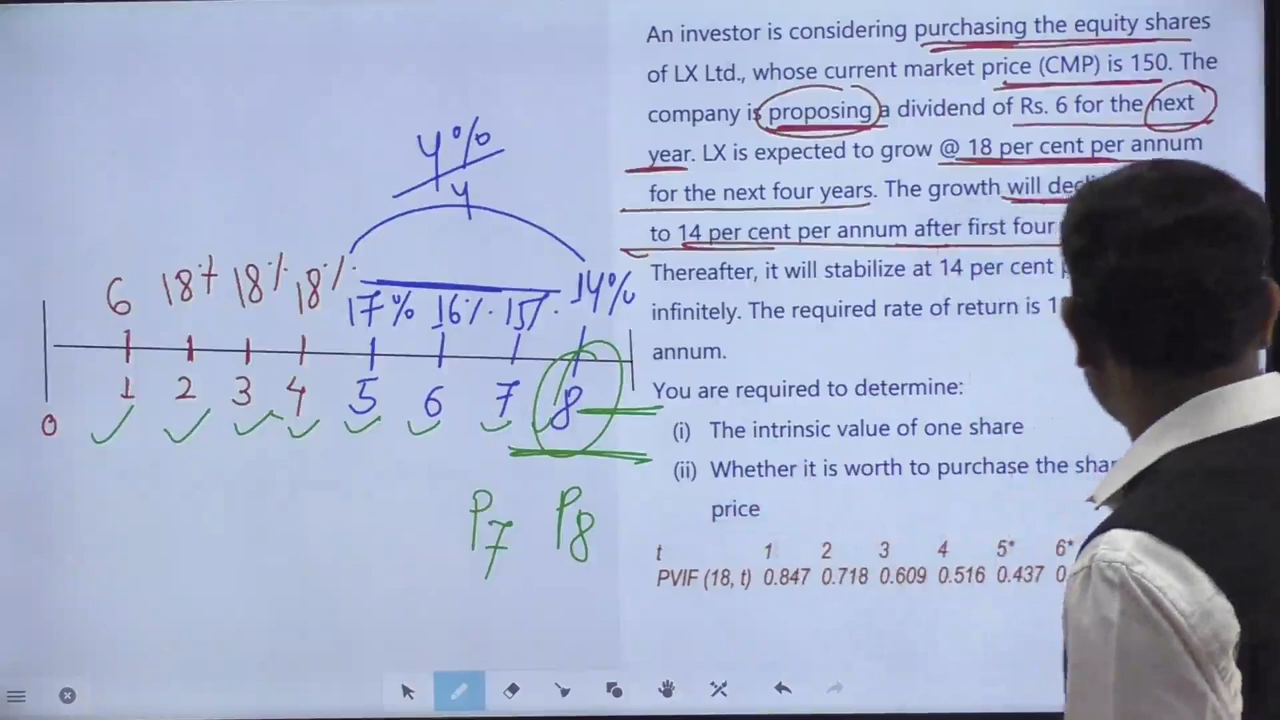 An investor is considering purchasing the equity shares
of LX Ltd., whose current market price (CMP) is 150. The
company is proposing a dividend of Rs. 6 for the next
year. LX is expected to grow @ 18 per cent per annum
for the next four years. The growth will
to 14 per cent per annum after first four
Thereafter, it will stabilize at 14 per cent
infinitely. The required rate of return is
annum.
You are required to determine:
(i) The intrinsic value of one share
(ii) Whether it is worth to purchase the
price
t 1 2 3 4 5* 6*
PVIF (18, t) 0.847 0.718 0.609 0.516 0.437
4%
4
6 18% 18% 18% 17% 16% 15% 14%
0 1 2 3 4 5 6 7 8
P7 P8